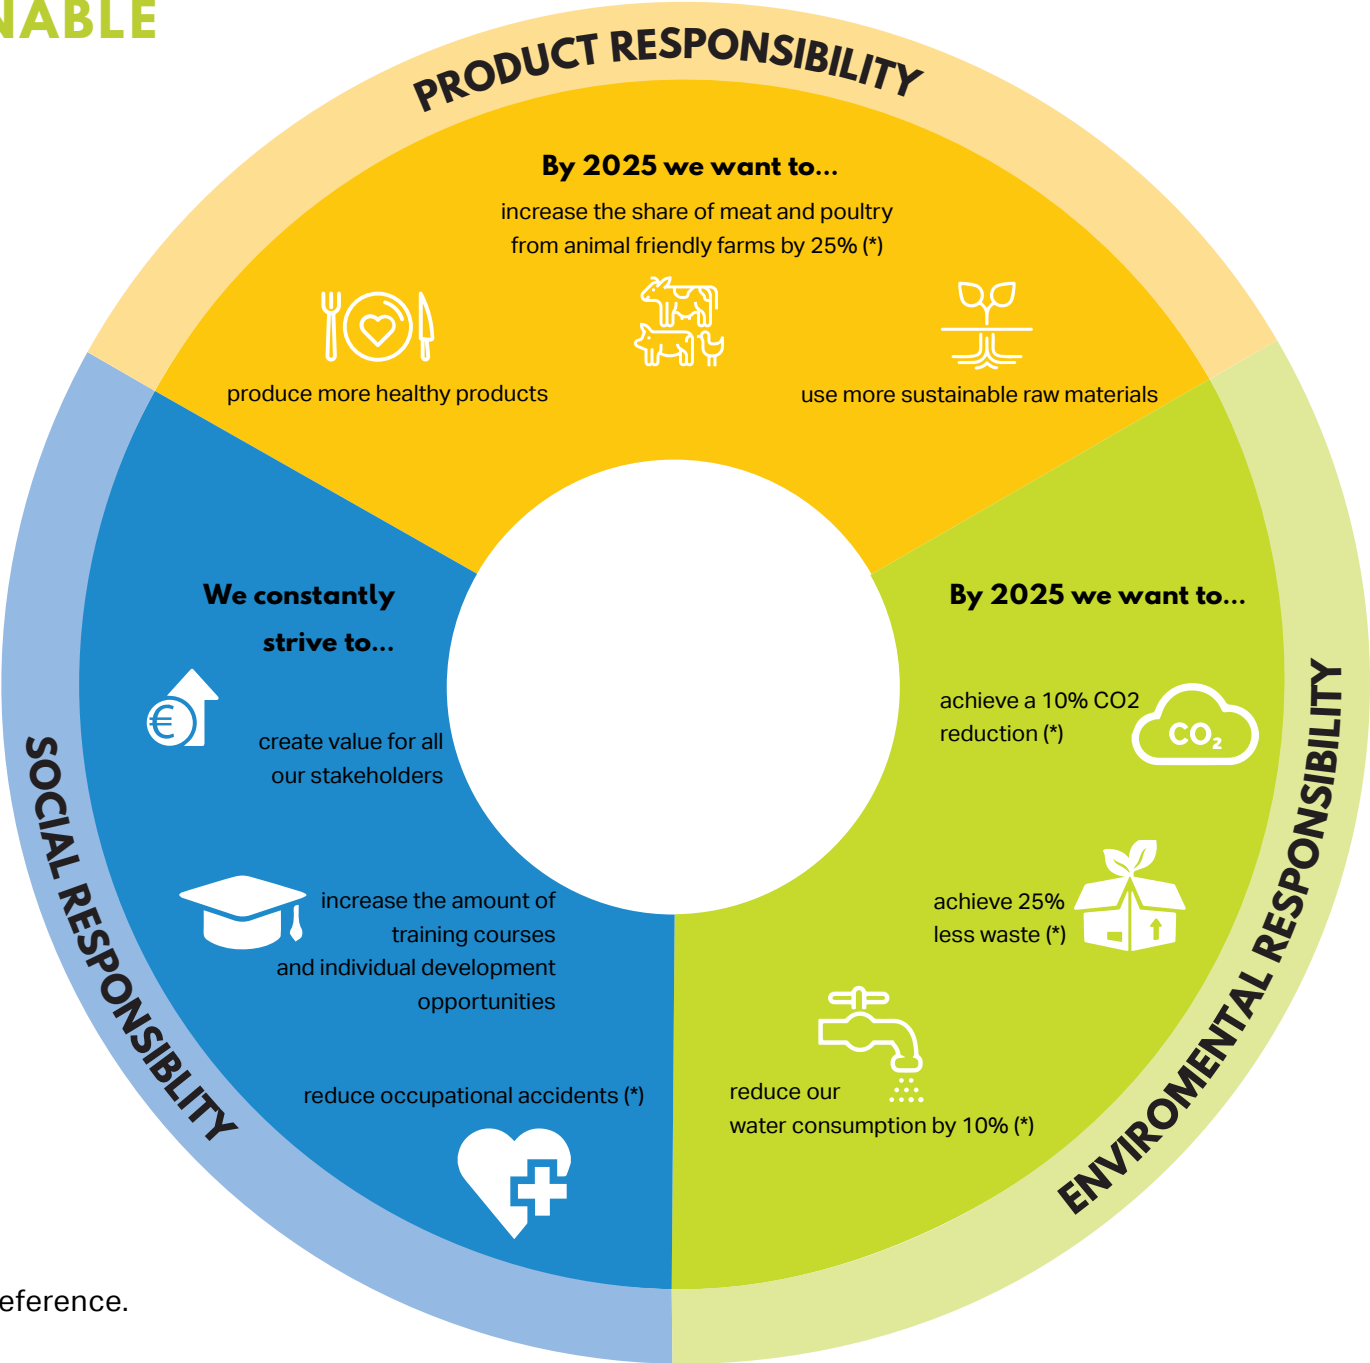 NABLE
PRODUCT RESPONSIBILITY
By 2025 we want to...
increase the share of meat and poultry
from animal friendly farms by 25% (*)
produce more healthy products
use more sustainable raw materials
We constantly
strive to...
€
create value for all
our stakeholders
increase the amount of
training courses
and individual development
opportunities
reduce occupational accidents (*)
SOCIAL RESPONSIBLITY
By 2025 we want to...
achieve a 10% CO2
reduction (*)
CO₂
achieve 25%
less waste (*)
reduce our
water consumption by 10% (*)
ENVIROMENTAL RESPONSIBILITY
eference.